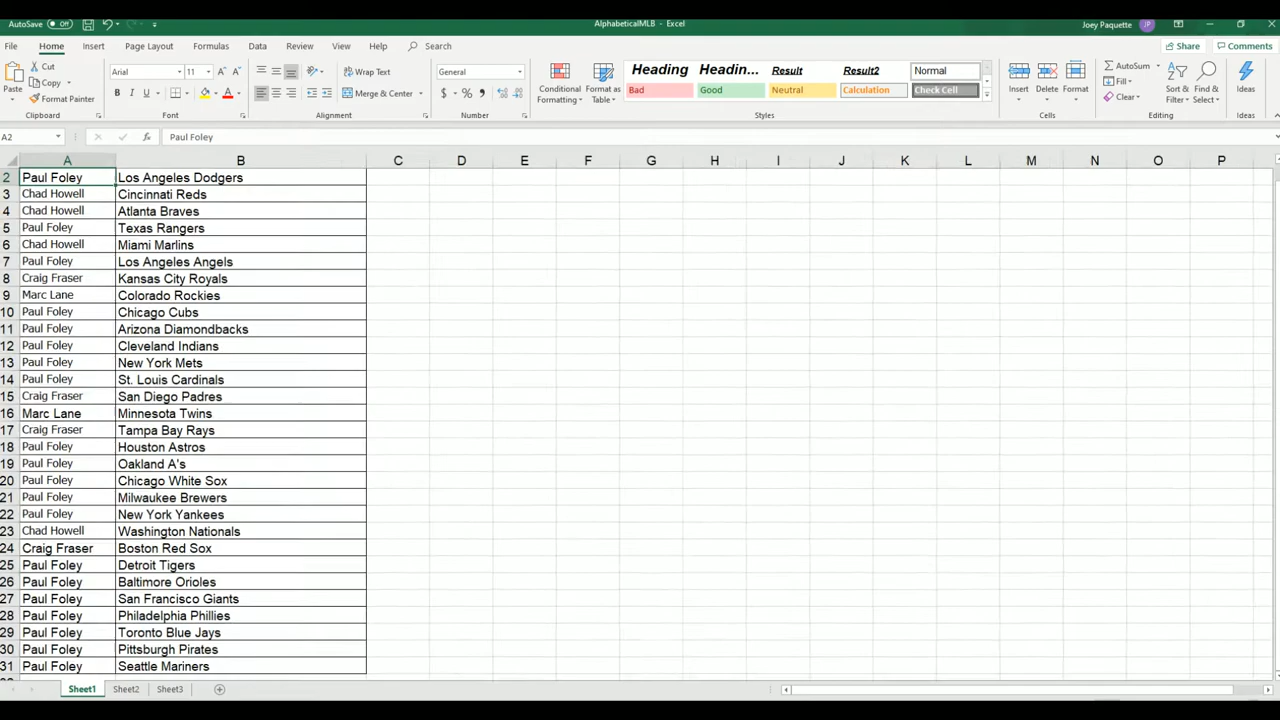 AutoSave Off AlphabeticalMLB - Excel Joey Paquette JP
File Home Insert Page Layout Formulas Data Review View Help Search Share Comments
Paste Cut Copy Format Painter Clipboard
Arial 11 A A B I U A Font
Wrap Text Merge & Center Alignment
General $ % , Number
Conditional Formatting Format as Table
Heading Headin... Result Result2 Normal
Bad Good Neutral Calculation Check Cell
Styles
Insert Delete Format Cells
AutoSum Fill Clear Sort & Filter Find & Select Editing
Ideas Ideas
A2 fx Paul Foley
A B C D E F G H I J K L M N O P
2 Paul Foley Los Angeles Dodgers
3 Chad Howell Cincinnati Reds
4 Chad Howell Atlanta Braves
5 Paul Foley Texas Rangers
6 Chad Howell Miami Marlins
7 Paul Foley Los Angeles Angels
8 Craig Fraser Kansas City Royals
9 Marc Lane Colorado Rockies
10 Paul Foley Chicago Cubs
11 Paul Foley Arizona Diamondbacks
12 Paul Foley Cleveland Indians
13 Paul Foley New York Mets
14 Paul Foley St. Louis Cardinals
15 Craig Fraser San Diego Padres
16 Marc Lane Minnesota Twins
17 Craig Fraser Tampa Bay Rays
18 Paul Foley Houston Astros
19 Paul Foley Oakland A's
20 Paul Foley Chicago White Sox
21 Paul Foley Milwaukee Brewers
22 Paul Foley New York Yankees
23 Chad Howell Washington Nationals
24 Craig Fraser Boston Red Sox
25 Paul Foley Detroit Tigers
26 Paul Foley Baltimore Orioles
27 Paul Foley San Francisco Giants
28 Paul Foley Philadelphia Phillies
29 Paul Foley Toronto Blue Jays
30 Paul Foley Pittsburgh Pirates
31 Paul Foley Seattle Mariners
Sheet1 Sheet2 Sheet3